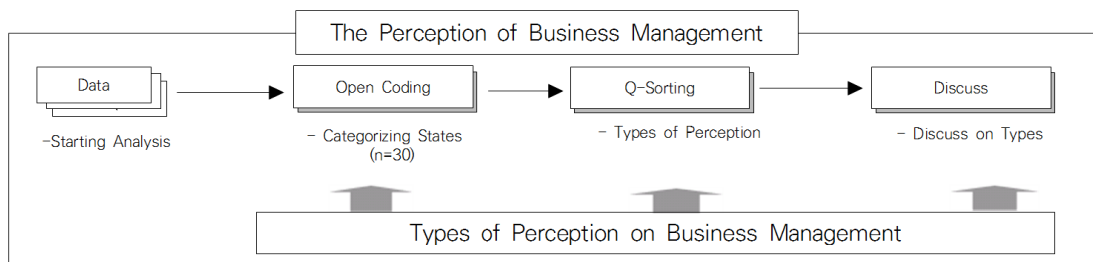 The Perception of Business Management
Data
Open Coding
Q-Sorting
Discuss
-Starting Analysis
- Categorizing States
(n=30)
- Types of Perception
- Discuss on Types
Types of Perception on Business Management